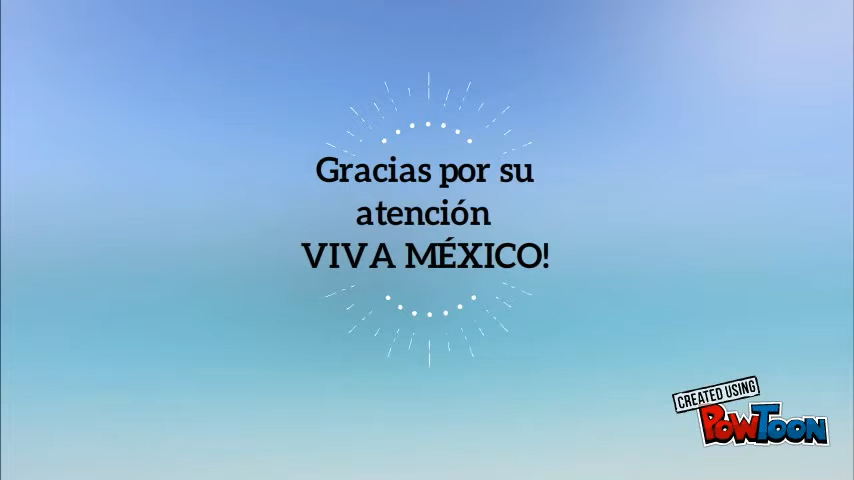 Gracias por su
atención
VIVA MÉXICO!
CREATED USING
POWTOON